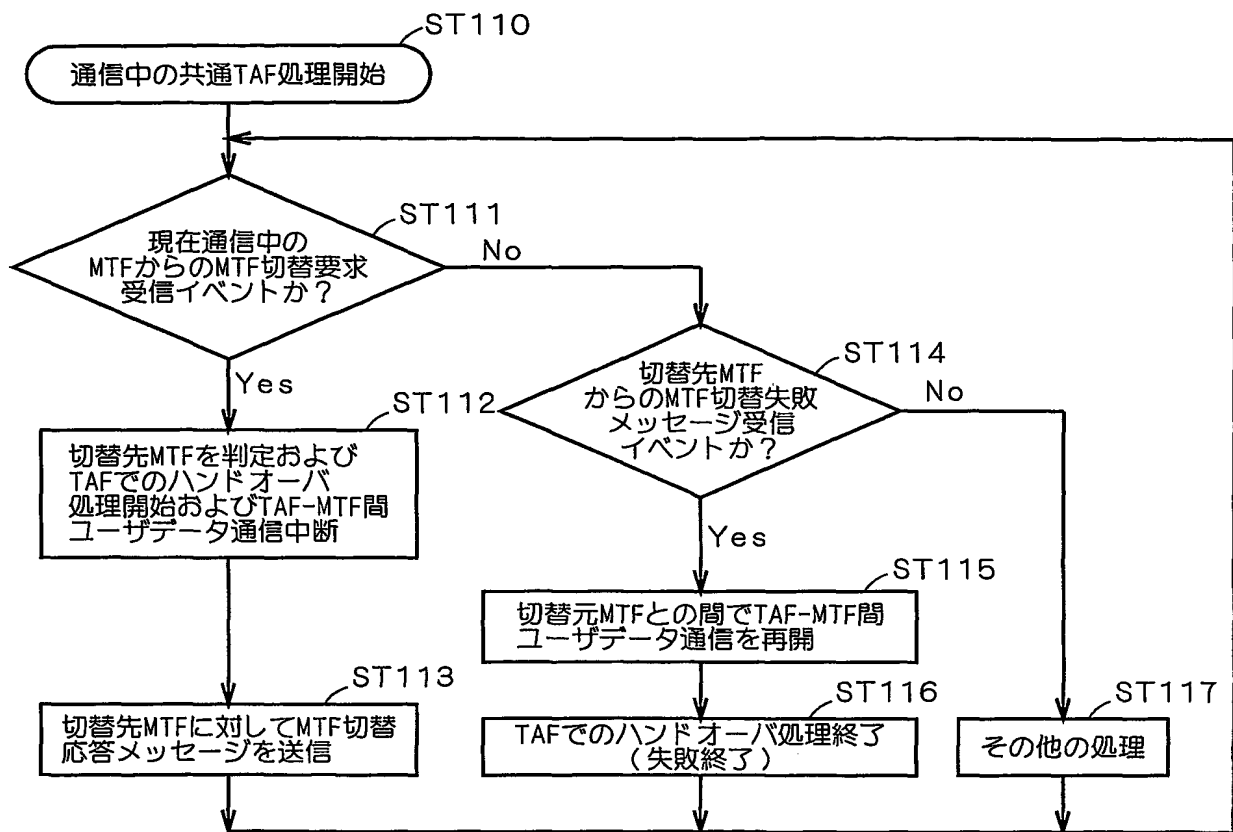 ST110
通信中の共通TAF処理開始
ST111
現在通信中の
MTFからのMTF切替要求
受信イベントか？
No
Yes
ST112
切替先MTFを判定および
TAFでのハンドオーバ
処理開始およびTAF-MTF間
ユーザデータ通信中断
ST113
切替先MTFに対してMTF切替
応答メッセージを送信
ST114
切替先MTF
からのMTF切替失敗
メッセージ受信
イベントか？
No
Yes
ST115
切替元MTFとの間でTAF-MTF間
ユーザデータ通信を再開
ST116
TAFでのハンドオーバ処理終了
（失敗終了）
ST117
その他の処理